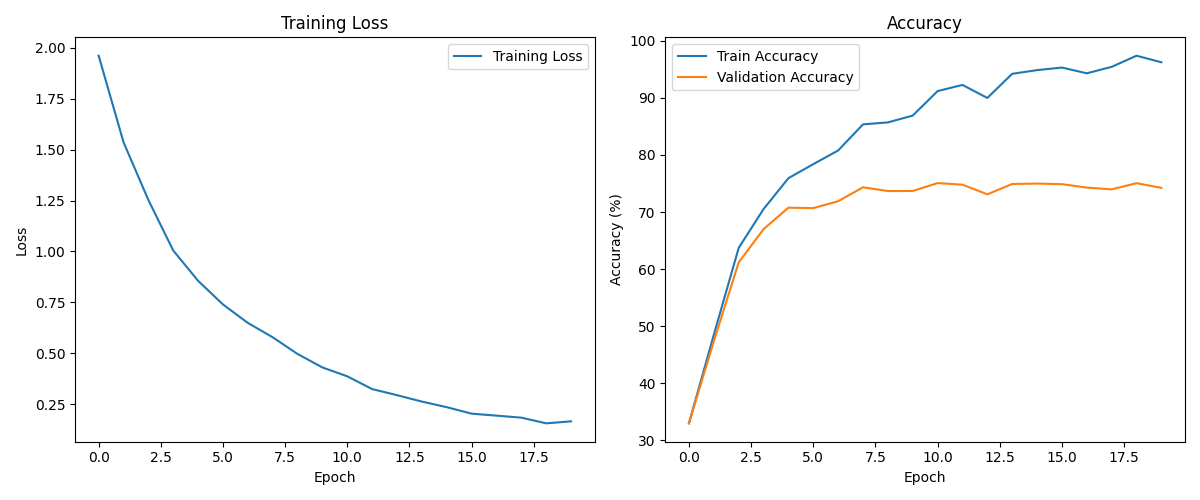 Training Loss
Training Loss
2.00
1.75
1.50
1.25
1.00
0.75
0.50
0.25
Loss
0.0 2.5 5.0 7.5 10.0 12.5 15.0 17.5
Epoch
Accuracy
Train Accuracy
Validation Accuracy
100
90
80
70
60
50
40
30
Accuracy (%)
0.0 2.5 5.0 7.5 10.0 12.5 15.0 17.5
Epoch